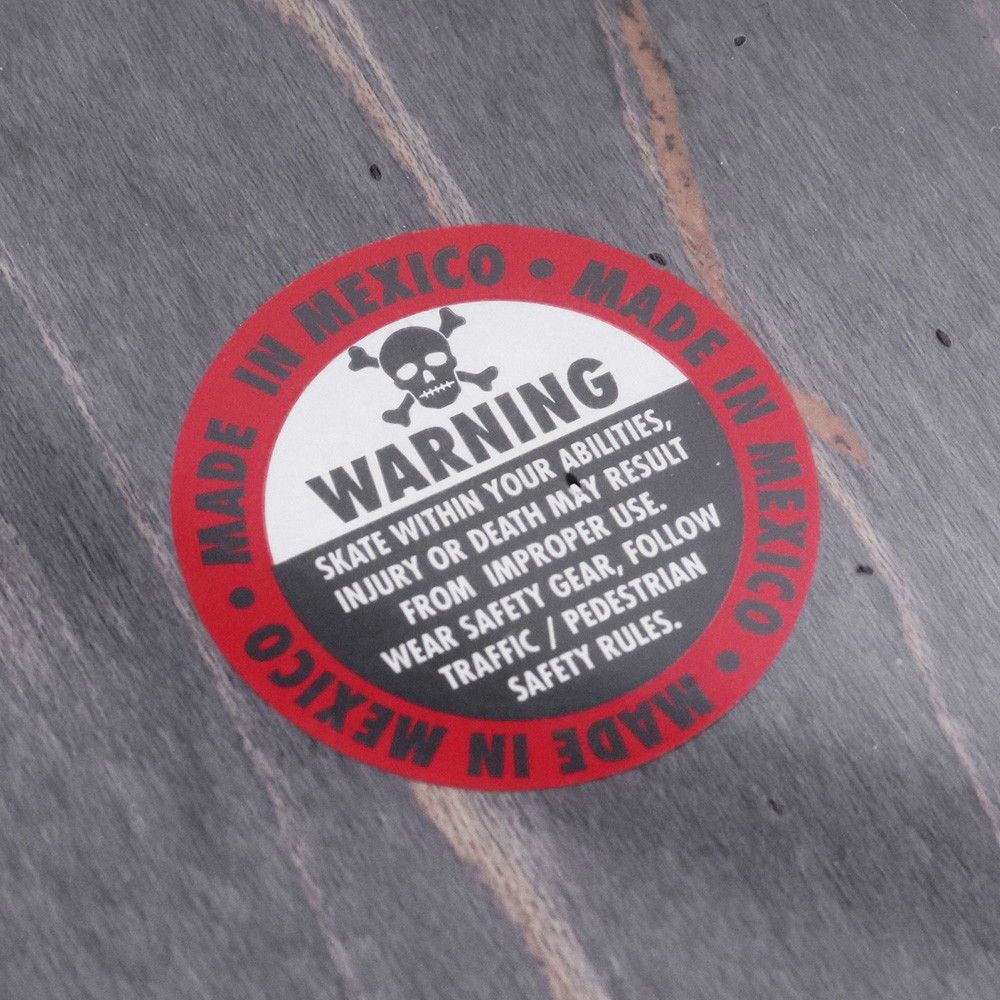 MADE IN MEXICO • MADE IN MEXICO • MADE IN MEXICO •
WARNING
SKATE WITHIN YOUR ABILITIES,
INJURY OR DEATH MAY RESULT
FROM IMPROPER USE.
WEAR SAFETY GEAR, FOLLOW
TRAFFIC / PEDESTRIAN
SAFETY RULES.